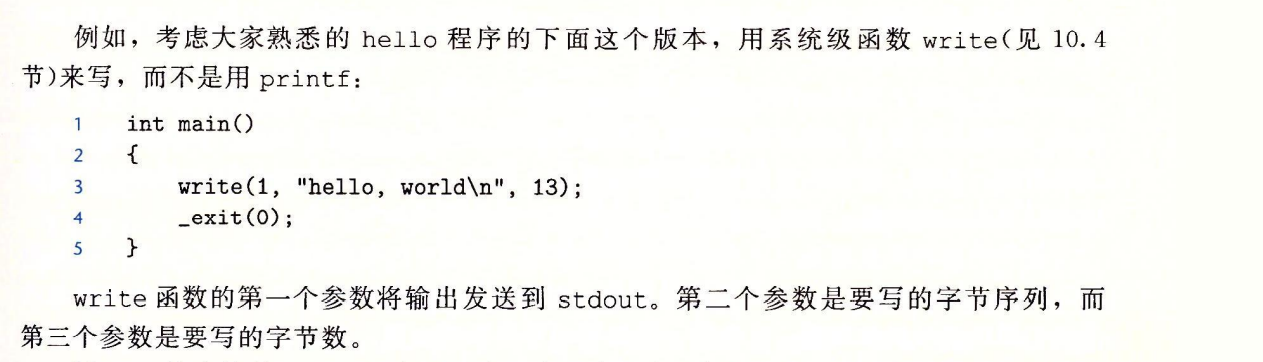 例如，考虑大家熟悉的 hello 程序的下面这个版本，用系统级函数 write(见 10.4
节)来写，而不是用 printf：
1 int main()
2 {
3 write(1, "hello, world\n", 13);
4 _exit(0);
5 }
write 函数的第一个参数将输出发送到 stdout。第二个参数是要写的字节序列，而
第三个参数是要写的字节数。